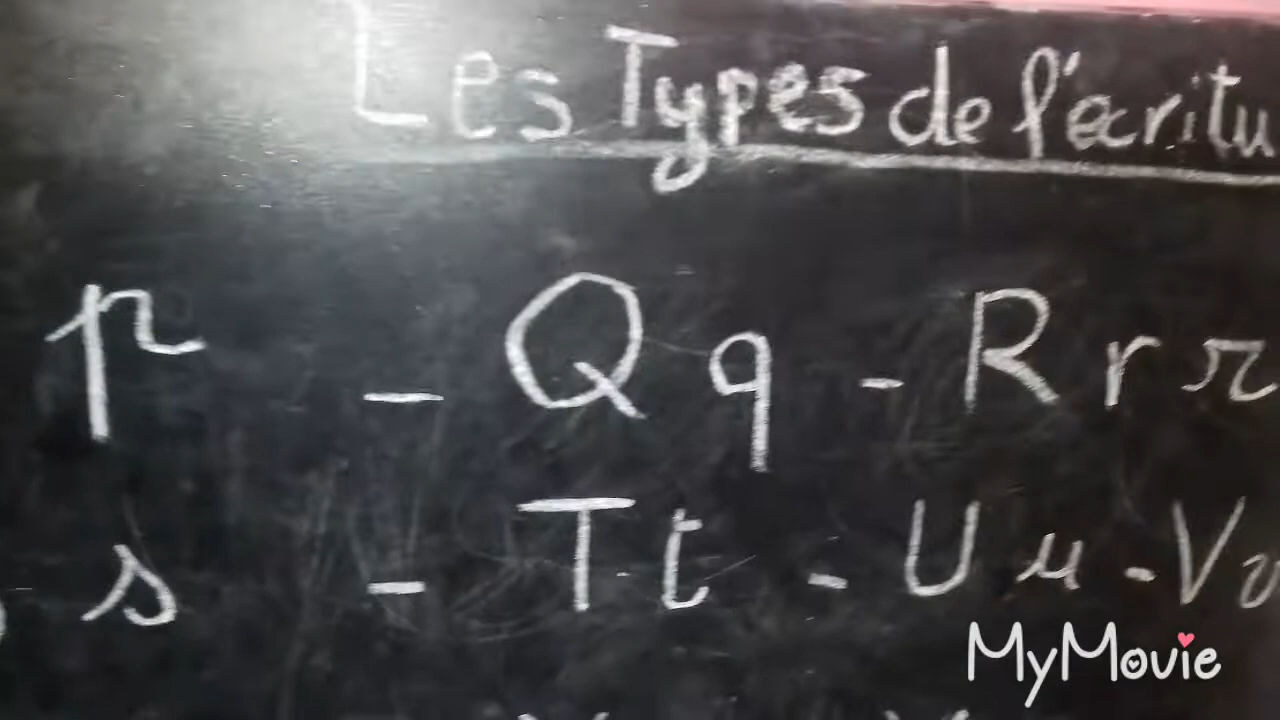 Les Types de l'écritu
p - Q q - R r r
s - T t - U u - V v
MyMovie